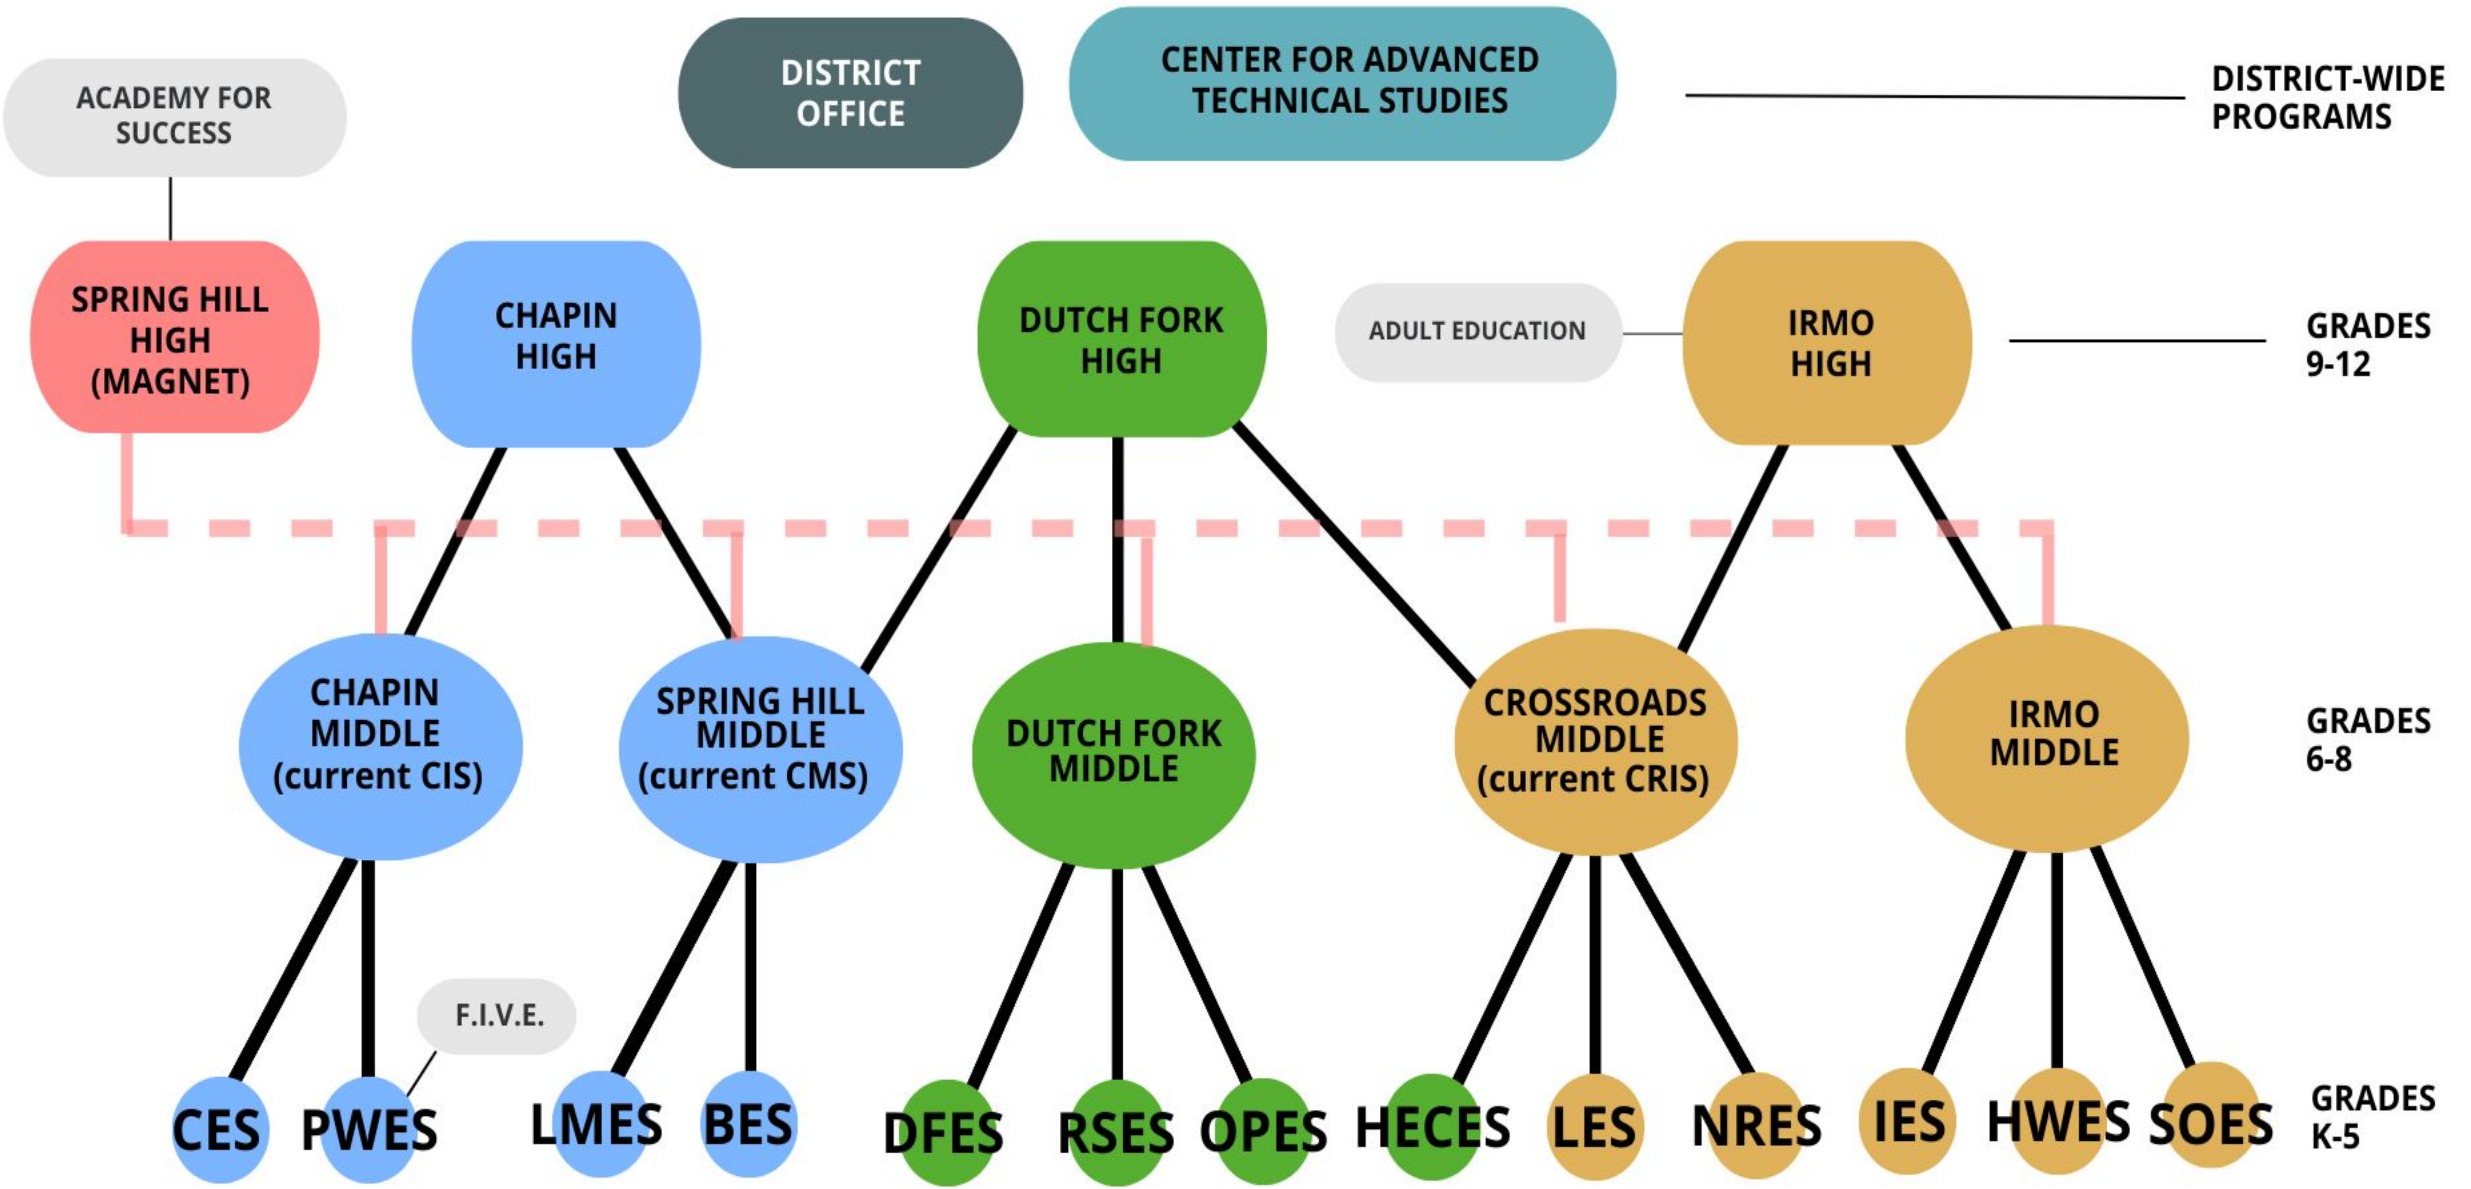 ACADEMY FOR
SUCCESS
DISTRICT
OFFICE
CENTER FOR ADVANCED
TECHNICAL STUDIES
DISTRICT-WIDE
PROGRAMS
SPRING HILL
HIGH
(MAGNET)
CHAPIN
HIGH
DUTCH FORK
HIGH
ADULT EDUCATION
IRMO
HIGH
GRADES
9-12
CHAPIN
MIDDLE
(current CIS)
SPRING HILL
MIDDLE
(current CMS)
DUTCH FORK
MIDDLE
CROSSROADS
MIDDLE
(current CRIS)
IRMO
MIDDLE
GRADES
6-8
F.I.V.E.
CES
PWES
LMES
BES
DFES
RSES
OPES
HECES
LES
NRES
IES
HWES
SOES
GRADES
K-5